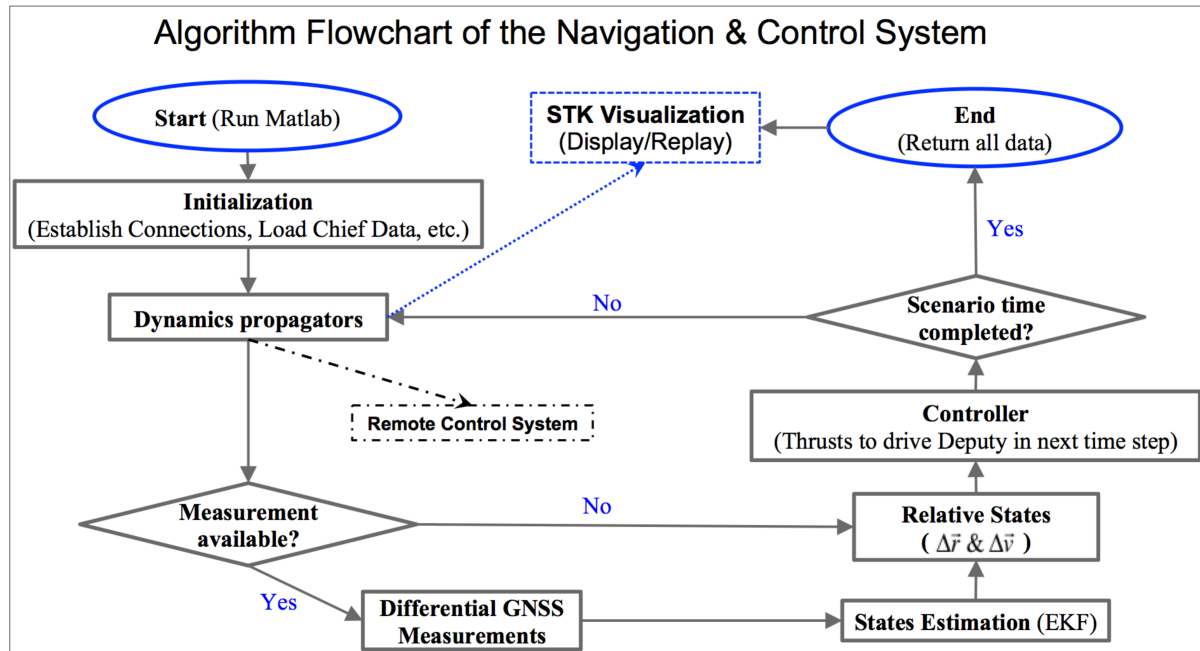 Algorithm Flowchart of the Navigation & Control System
Start (Run Matlab)
STK Visualization
(Display/Replay)
End
(Return all data)
Initialization
(Establish Connections, Load Chief Data, etc.)
Yes
Dynamics propagators
No
Scenario time
completed?
Remote Control System
Controller
(Thrusts to drive Deputy in next time step)
Measurement
available?
No
Relative States
( Δr⃗ & Δv⃗ )
Yes
Differential GNSS
Measurements
States Estimation (EKF)